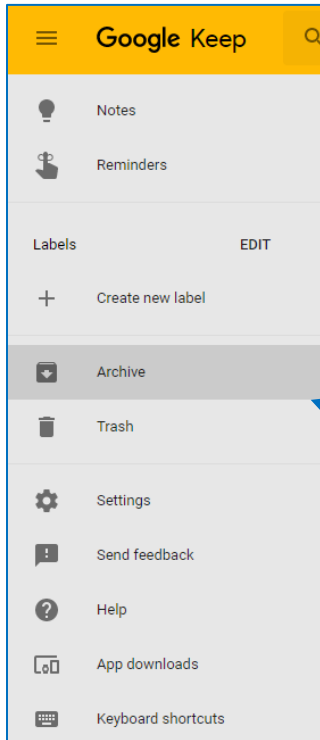 Google Keep
Notes
Reminders
Labels EDIT
Create new label
Archive
Trash
Settings
Send feedback
Help
App downloads
Keyboard shortcuts